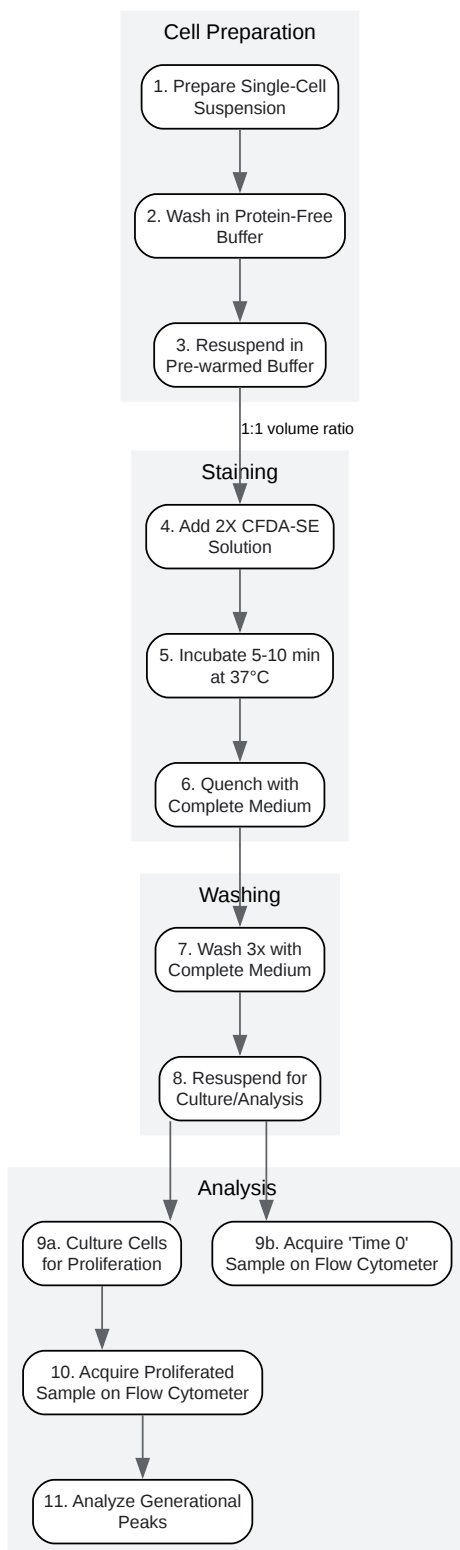 Cell Preparation
1. Prepare Single-Cell
Suspension
2. Wash in Protein-Free
Buffer
3. Resuspend in
Pre-warmed Buffer
1:1 volume ratio
Staining
4. Add 2X CFDA-SE
Solution
5. Incubate 5-10 min
at 37°C
6. Quench with
Complete Medium
Washing
7. Wash 3x with
Complete Medium
8. Resuspend for
Culture/Analysis
Analysis
9a. Culture Cells
for Proliferation
9b. Acquire 'Time 0'
Sample on Flow Cytometer
10. Acquire Proliferated
Sample on Flow Cytometer
11. Analyze Generational
Peaks